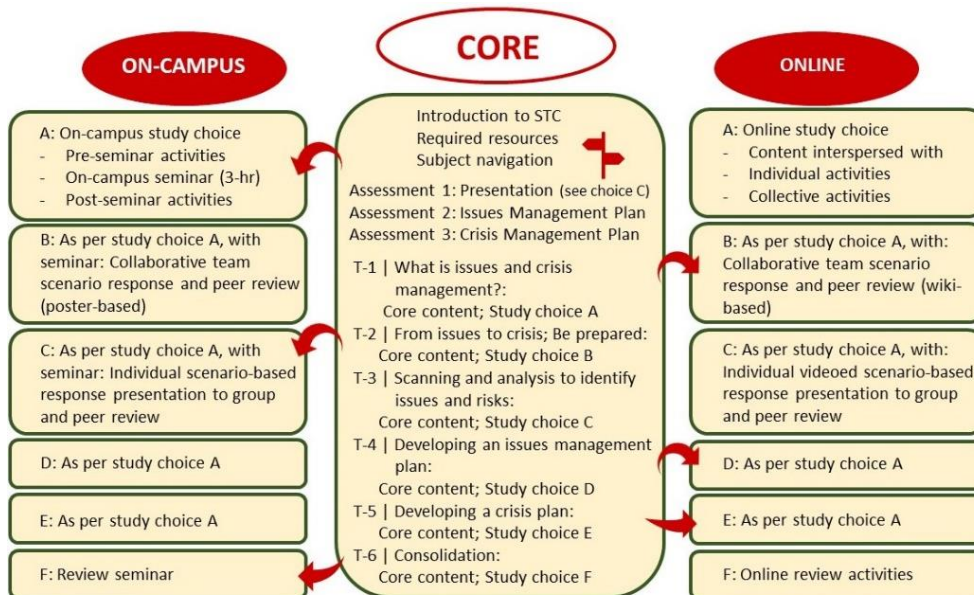 ON-CAMPUS
A: On-campus study choice
- Pre-seminar activities
- On-campus seminar (3-hr)
- Post-seminar activities
B: As per study choice A, with
seminar: Collaborative team
scenario response and peer review
(poster-based)
C: As per study choice A, with
seminar: Individual scenario-based
response presentation to group
and peer review
D: As per study choice A
E: As per study choice A
F: Review seminar
CORE
Introduction to STC
Required resources
Subject navigation
Assessment 1: Presentation (see choice C)
Assessment 2: Issues Management Plan
Assessment 3: Crisis Management Plan
T-1 | What is issues and crisis
management?:
Core content; Study choice A
T-2 | From issues to crisis; Be prepared:
Core content; Study choice B
T-3 | Scanning and analysis to identify
issues and risks:
Core content; Study choice C
T-4 | Developing an issues management
plan:
Core content; Study choice D
T-5 | Developing a crisis plan:
Core content; Study choice E
T-6 | Consolidation:
Core content; Study choice F
ONLINE
A: Online study choice
- Content interspersed with
- Individual activities
- Collective activities
B: As per study choice A, with:
Collaborative team scenario
response and peer review (wiki-
based)
C: As per study choice A, with:
Individual videoed scenario-based
response presentation to group
and peer review
D: As per study choice A
E: As per study choice A
F: Online review activities